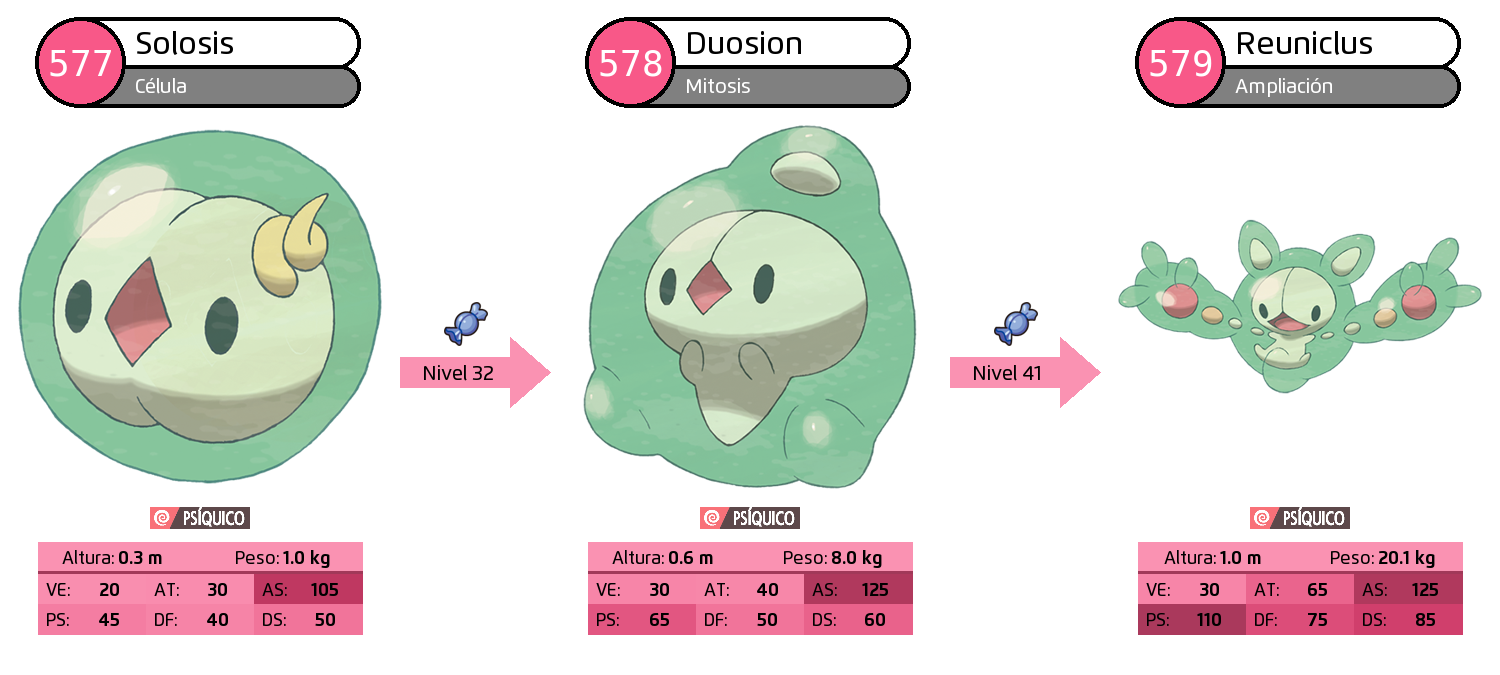 577
Solosis
Célula
PSÍQUICO
Altura: 0.3 m Peso: 1.0 kg
VE: 20 AT: 30 AS: 105
PS: 45 DF: 40 DS: 50
Nivel 32
578
Duosion
Mitosis
PSÍQUICO
Altura: 0.6 m Peso: 8.0 kg
VE: 30 AT: 40 AS: 125
PS: 65 DF: 50 DS: 60
Nivel 41
579
Reuniclus
Ampliación
PSÍQUICO
Altura: 1.0 m Peso: 20.1 kg
VE: 30 AT: 65 AS: 125
PS: 110 DF: 75 DS: 85